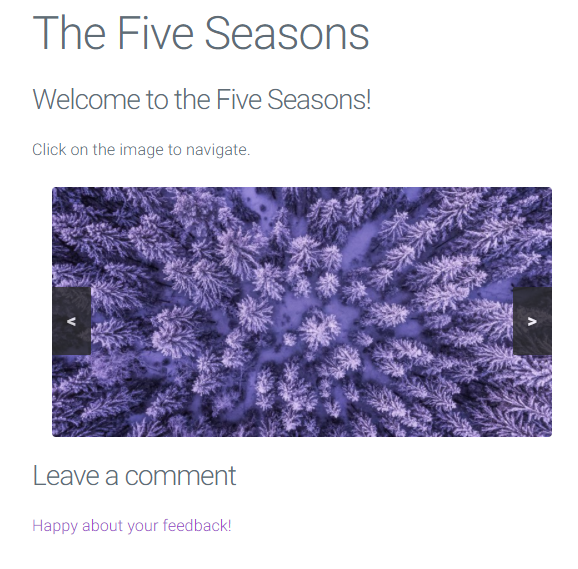 The Five Seasons
Welcome to the Five Seasons!
Click on the image to navigate.
< >
Leave a comment
Happy about your feedback!